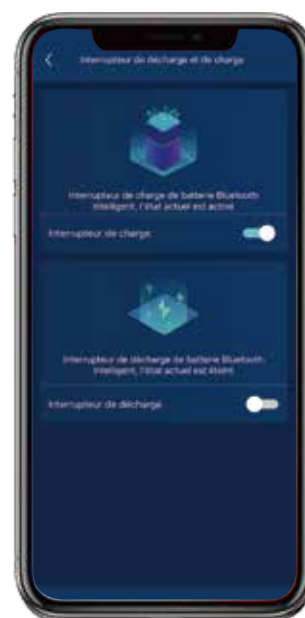 Interrupteur de décharge et de charge
Interrupteur de charge de batterie Bluetooth
intelligent, l'état actuel est activé
Interrupteur de charge
Interrupteur de décharge de batterie Bluetooth
intelligent, l'état actuel est éteint
Interrupteur de décharge